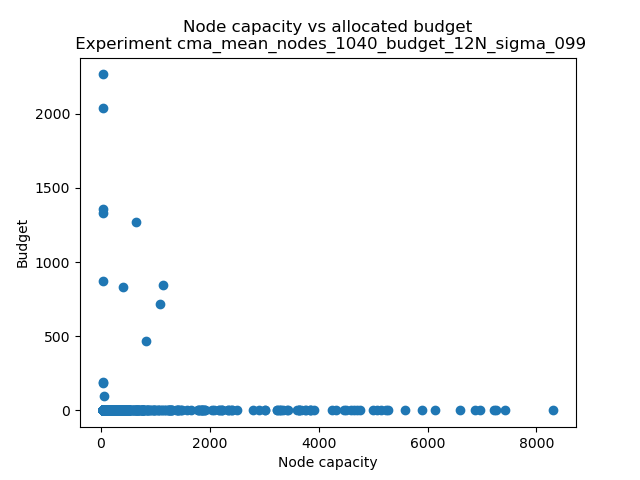 Node capacity vs allocated budget
Experiment cma_mean_nodes_1040_budget_12N_sigma_099
2000
1500
1000
500
0
Budget
0 2000 4000 6000 8000
Node capacity